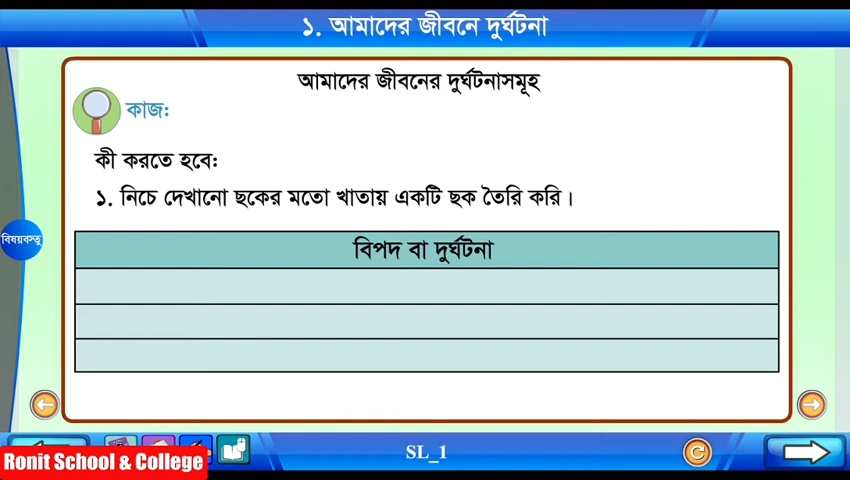 ১. আমাদের জীবনে দুর্ঘটনা
আমাদের জীবনের দুর্ঘটনাসমূহ
কাজ:
কী করতে হবে:
১. নিচে দেখানো ছকের মতো খাতায় একটি ছক তৈরি করি।
বিষয়বস্তু
বিপদ বা দুর্ঘটনা
SL_1
Ronit School & College